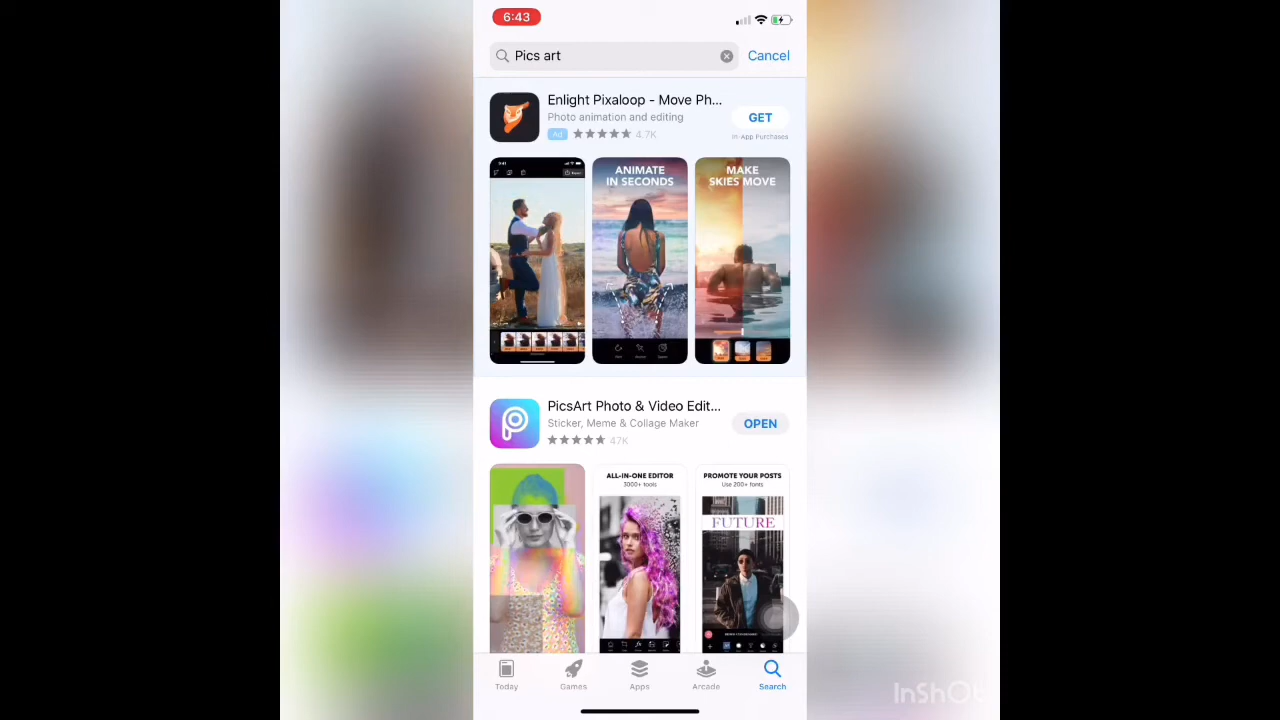 6:43
Pics art
Cancel
Enlight Pixaloop - Move Ph...
Photo animation and editing
GET
Ad
4.7K
In-App Purchases
ANIMATE
IN SECONDS
MAKE
SKIES MOVE
PicsArt Photo & Video Edit...
Sticker, Meme & Collage Maker
OPEN
47K
ALL-IN-ONE EDITOR
3000+ tools
PROMOTE YOUR POSTS
Use 200+ fonts
FUTURE
Today
Games
Apps
Arcade
Search
InShOt